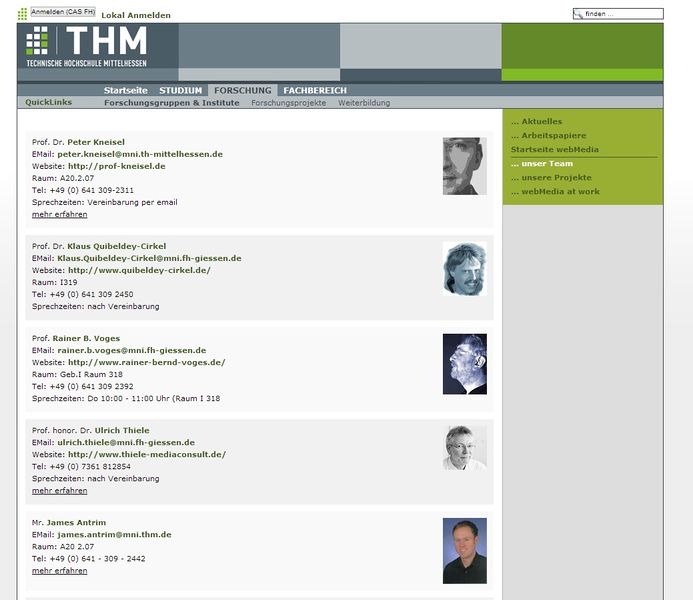 Anmelden (CAS FH)
Lokal Anmelden
finden ...
THM
TECHNISCHE HOCHSCHULE MITTELHESSEN
Startseite STUDIUM FORSCHUNG FACHBEREICH
QuickLinks
Forschungsgruppen & Institute Forschungsprojekte Weiterbildung
Prof. Dr. Peter Kneisel
EMail: peter.kneisel@mni.th-mittelhessen.de
Website: http://prof-kneisel.de
Raum: A20.2.07
Tel: +49 (0) 641 309-2311
Sprechzeiten: Vereinbarung per email
mehr erfahren
Prof. Dr. Klaus Quibeldey-Cirkel
EMail: Klaus.Quibeldey-Cirkel@mni.fh-giessen.de
Website: http://www.quibeldey-cirkel.de/
Raum: I319
Tel: +49 (0) 641 309 2450
Sprechzeiten: nach Vereinbarung
Prof. Rainer B. Voges
EMail: rainer.b.voges@mni.fh-giessen.de
Website: http://www.rainer-bernd-voges.de/
Raum: Geb.I Raum 318
Tel: +49 (0) 641 309 2392
Sprechzeiten: Do 10:00 - 11:00 Uhr (Raum I 318
Prof. honor. Dr. Ulrich Thiele
EMail: ulrich.thiele@mni.fh-giessen.de
Website: http://www.thiele-mediaconsult.de/
Tel: +49 (0) 7361 812854
Sprechzeiten: nach Vereinbarung
mehr erfahren
Mr. James Antrim
EMail: james.antrim@mni.thm.de
Raum: A20 2.07
Tel: +49 (0) 641 - 309 - 2442
mehr erfahren
... Aktuelles
... Arbeitspapiere
Startseite webMedia
... unser Team
... unsere Projekte
... webMedia at work